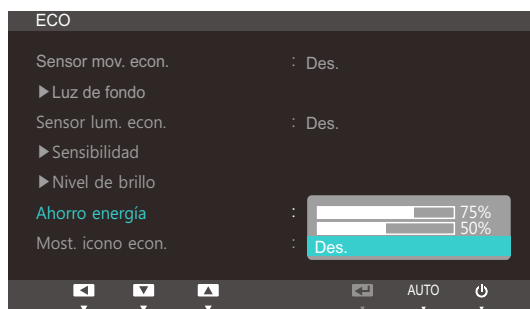 ECO
Sensor mov. econ. : Des.
▶Luz de fondo
Sensor lum. econ. : Des.
▶Sensibilidad
▶Nivel de brillo
Ahorro energía : 75%
50%
Des.
Most. icono econ. :
AUTO